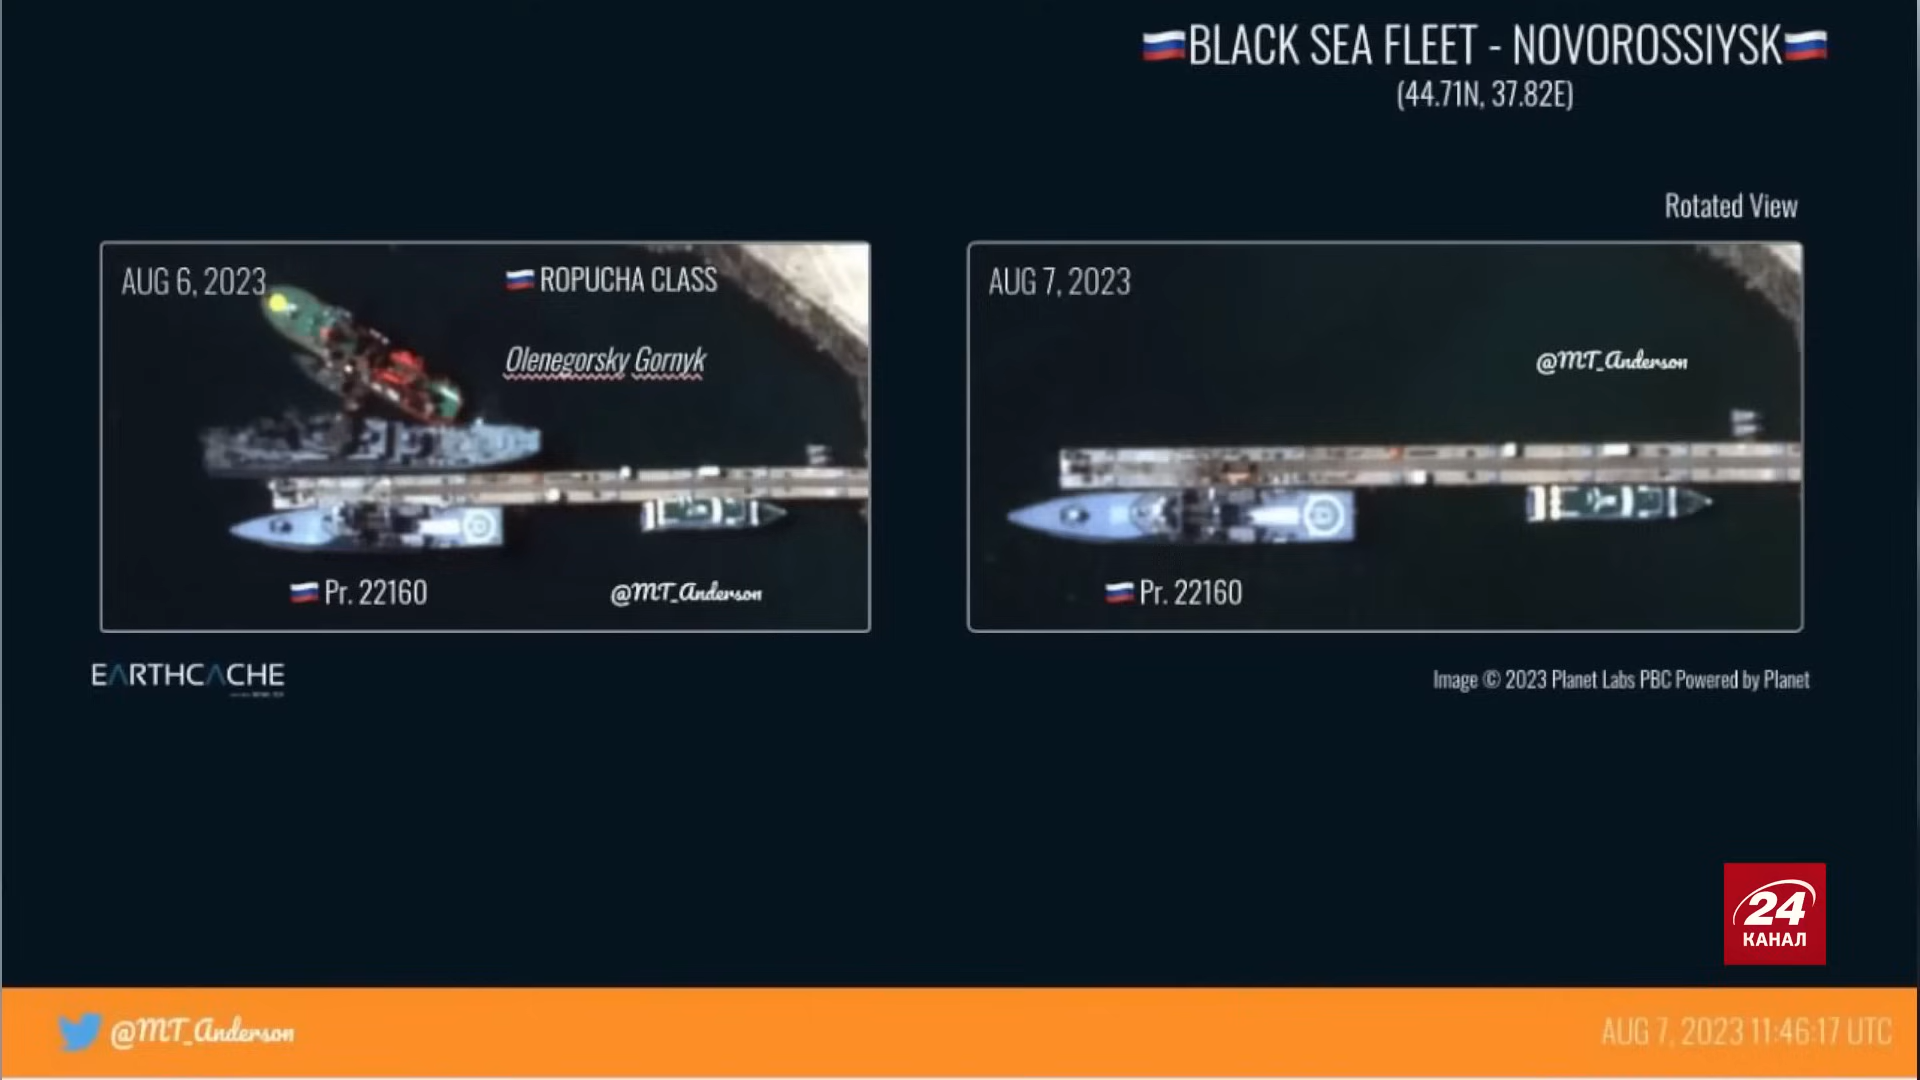 BLACK SEA FLEET - NOVOROSSIYSK
(44.71N, 37.82E)
Rotated View
AUG 6, 2023
ROPUCHA CLASS
Olenegorsky Gornyk
Pr. 22160
@MT_Anderson
AUG 7, 2023
@MT_Anderson
Pr. 22160
EARTHCACHE
Image © 2023 Planet Labs PBC Powered by Planet
24
КАНАЛ
@MT_Anderson
AUG 7, 2023 11:46:17 UTC